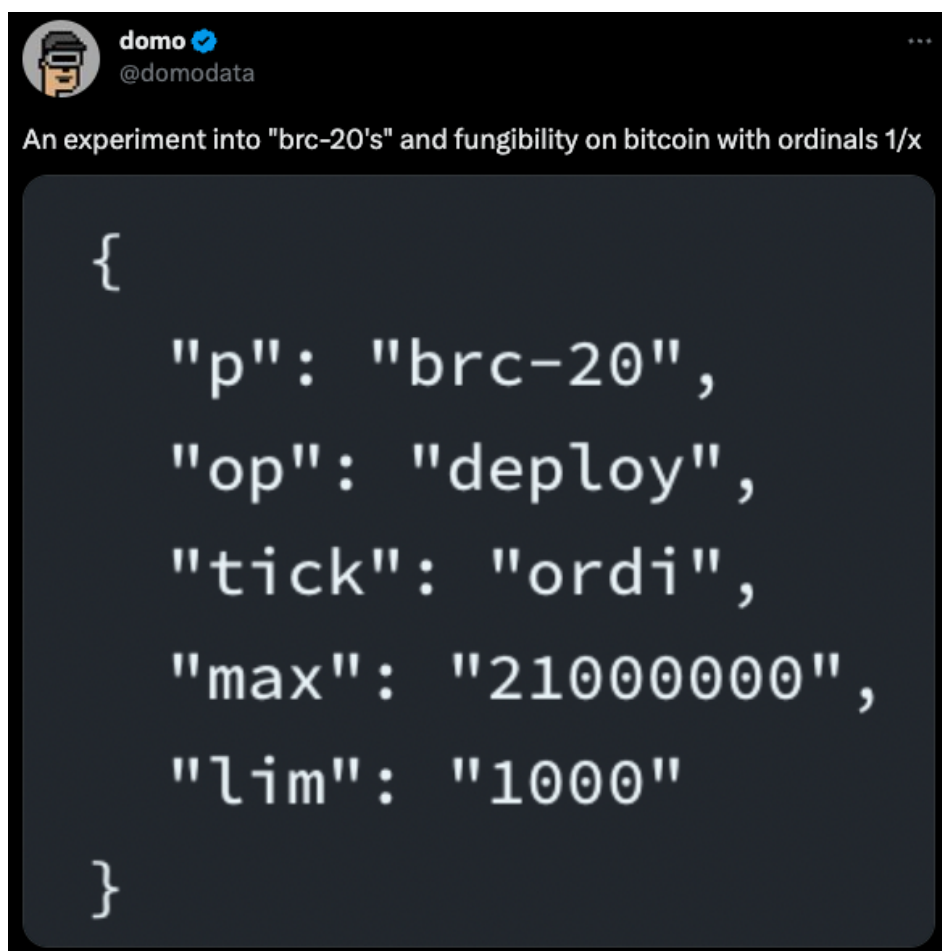 domo
@domodata
An experiment into "brc-20's" and fungibility on bitcoin with ordinals 1/x
{
"p": "brc-20",
"op": "deploy",
"tick": "ordi",
"max": "21000000",
"lim": "1000"
}